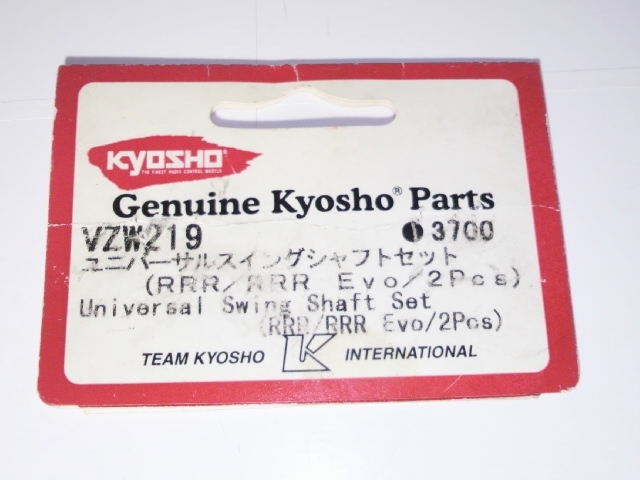 KYOSHO
THE FINEST RADIO CONTROL MODELS
Genuine Kyosho® Parts
VZW219 3700
ユニバーサルスイングシャフトセット
(RRR/RRR Evo/2Pcs)
Universal Swing Shaft Set
(RRR/RRR Evo/2Pcs)
TEAM KYOSHO K INTERNATIONAL